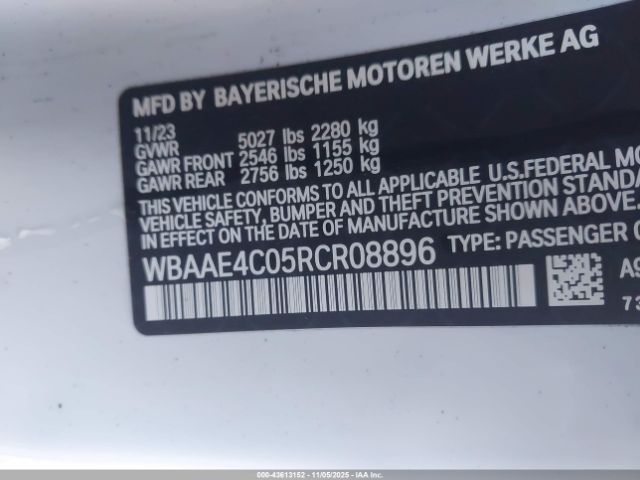 MFD BY BAYERISCHE MOTOREN WERKE AG
11/23
GVWR 5027 lbs 2280 kg
GAWR FRONT 2546 lbs 1155 kg
GAWR REAR 2756 lbs 1250 kg
THIS VEHICLE CONFORMS TO ALL APPLICABLE U.S.FEDERAL MO
VEHICLE SAFETY, BUMPER AND THEFT PREVENTION STANDA
IN EFFECT ON THE DATE OF MANUFACTURE SHOWN ABOVE.
WBAAE4C05RCR08896 TYPE: PASSENGER
000-43613152 - 11/05/2025 - IAA Inc.